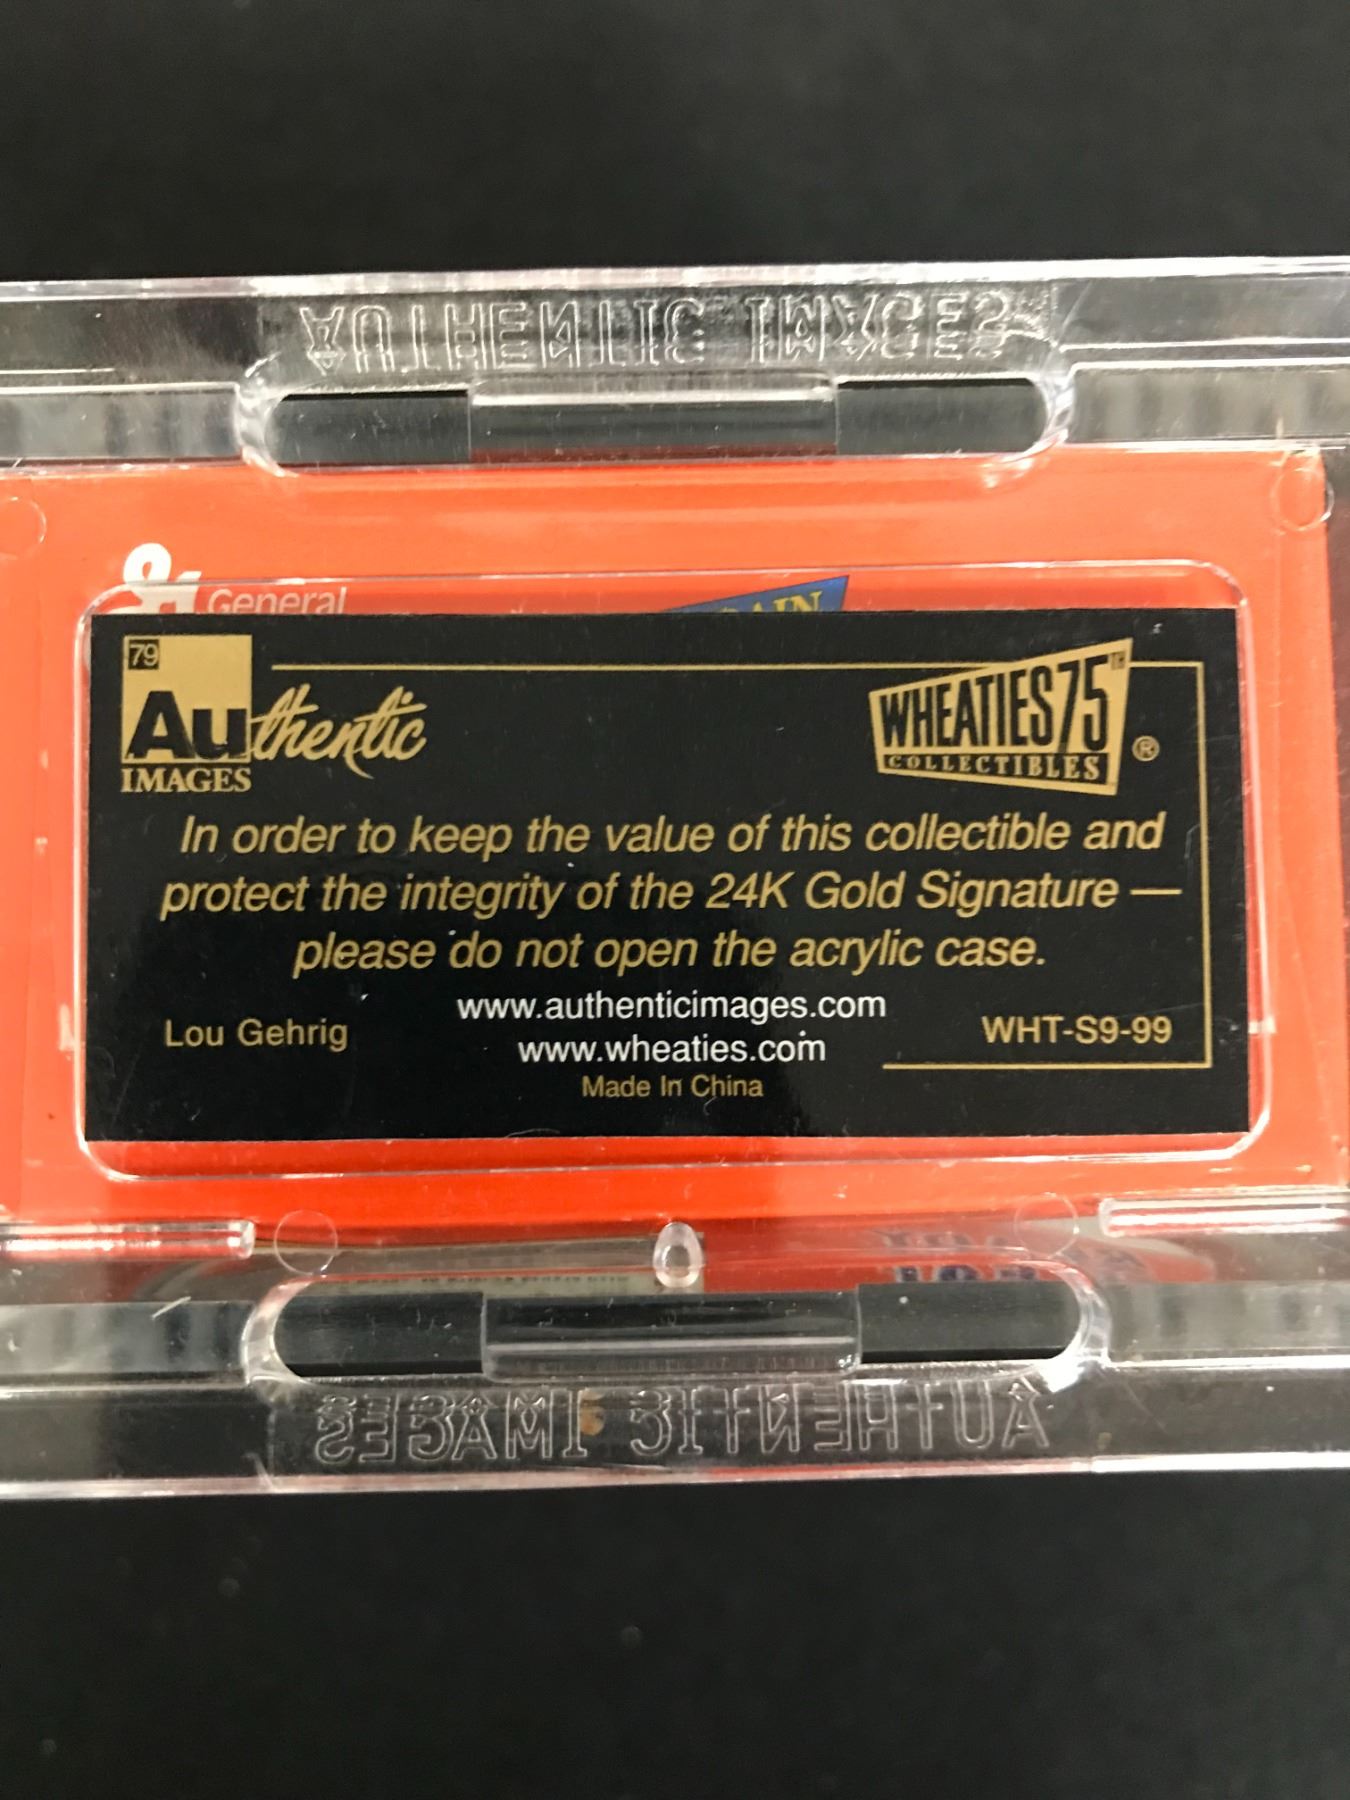 AUTHENTIC IMAGES
General
79
Authentic
IMAGES
WHEATIES 75TH
COLLECTIBLES ®
In order to keep the value of this collectible and
protect the integrity of the 24K Gold Signature —
please do not open the acrylic case.
www.authenticimages.com
Lou Gehrig
WHT-S9-99
www.wheaties.com
Made In China
AUTHENTIC IMAGES